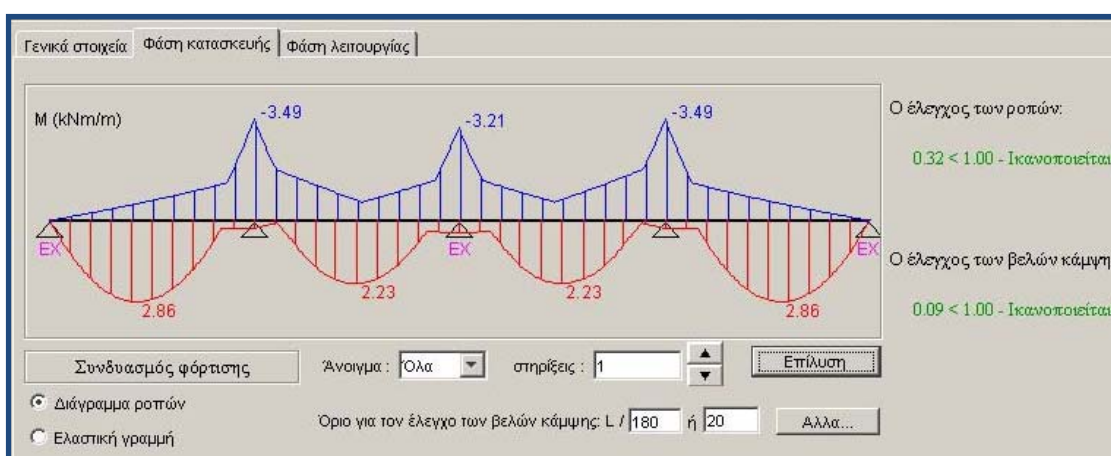 Γενικά στοιχεία Φάση κατασκευής Φάση λειτουργίας
M (kNm/m)
-3.49
-3.21
-3.49
EX
EX
EX
2.86
2.23
2.23
2.86
Ο έλεγχος των ροπών:
0.32 < 1.00 - Ικανοποιείται
Ο έλεγχος των βελών κάμψη
0.09 < 1.00 - Ικανοποιείται
Συνδυασμός φόρτισης
Άνοιγμα : Όλα στηρίξεις : 1 Επίλυση
Διάγραμμα ροπών
Ελαστική γραμμή
Όριο για τον έλεγχο των βελών κάμψης: L / 180 ή 20 Αλλα...